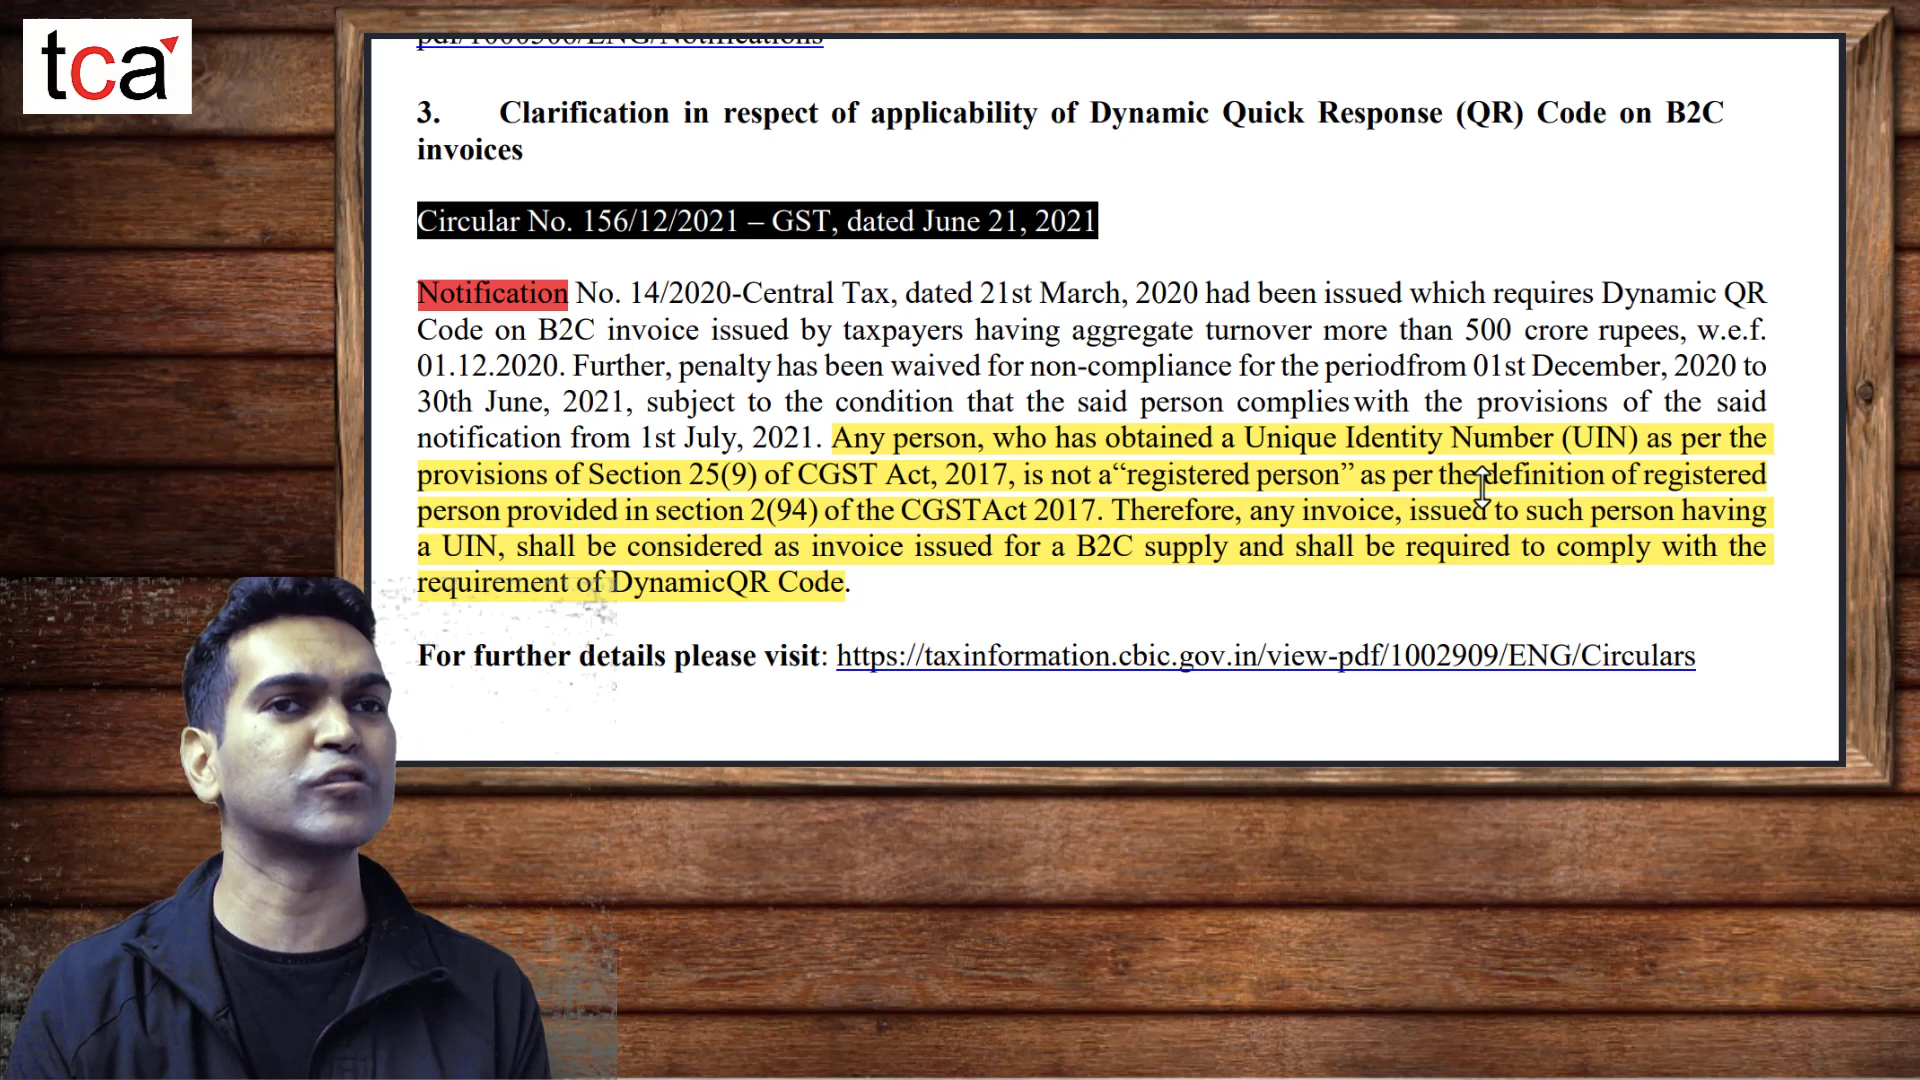 tca
pdf/1000506/ENG/Notifications
3. Clarification in respect of applicability of Dynamic Quick Response (QR) Code on B2C
invoices
Circular No. 156/12/2021 – GST, dated June 21, 2021
Notification No. 14/2020-Central Tax, dated 21st March, 2020 had been issued which requires Dynamic QR
Code on B2C invoice issued by taxpayers having aggregate turnover more than 500 crore rupees, w.e.f.
01.12.2020. Further, penalty has been waived for non-compliance for the periodfrom 01st December, 2020 to
30th June, 2021, subject to the condition that the said person complieswith the provisions of the said
notification from 1st July, 2021. Any person, who has obtained a Unique Identity Number (UIN) as per the
provisions of Section 25(9) of CGST Act, 2017, is not a“registered person” as per thedefinition of registered
person provided in section 2(94) of the CGSTAct 2017. Therefore, any invoice, issued to such person having
a UIN, shall be considered as invoice issued for a B2C supply and shall be required to comply with the
requirement of DynamicQR Code.
For further details please visit: https://taxinformation.cbic.gov.in/view-pdf/1002909/ENG/Circulars